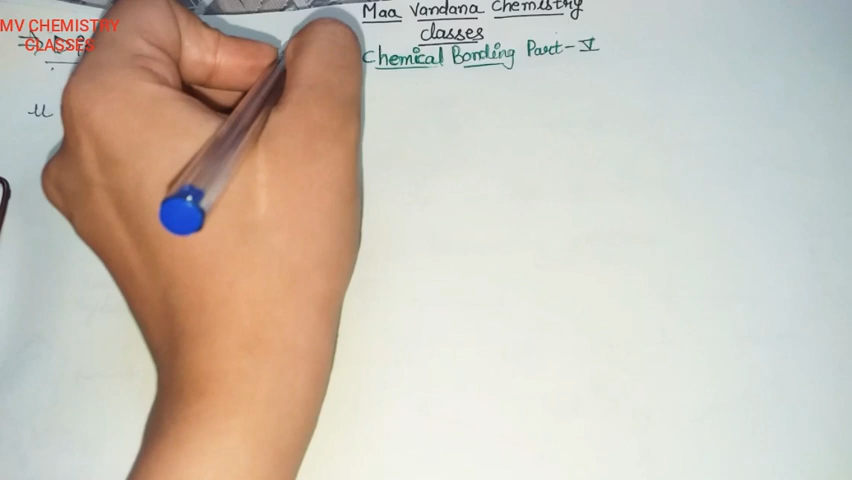 Maa Vandana Chemistry
classes
Chemical Bonding Part-V
MV CHEMISTRY
CLASSES
μ